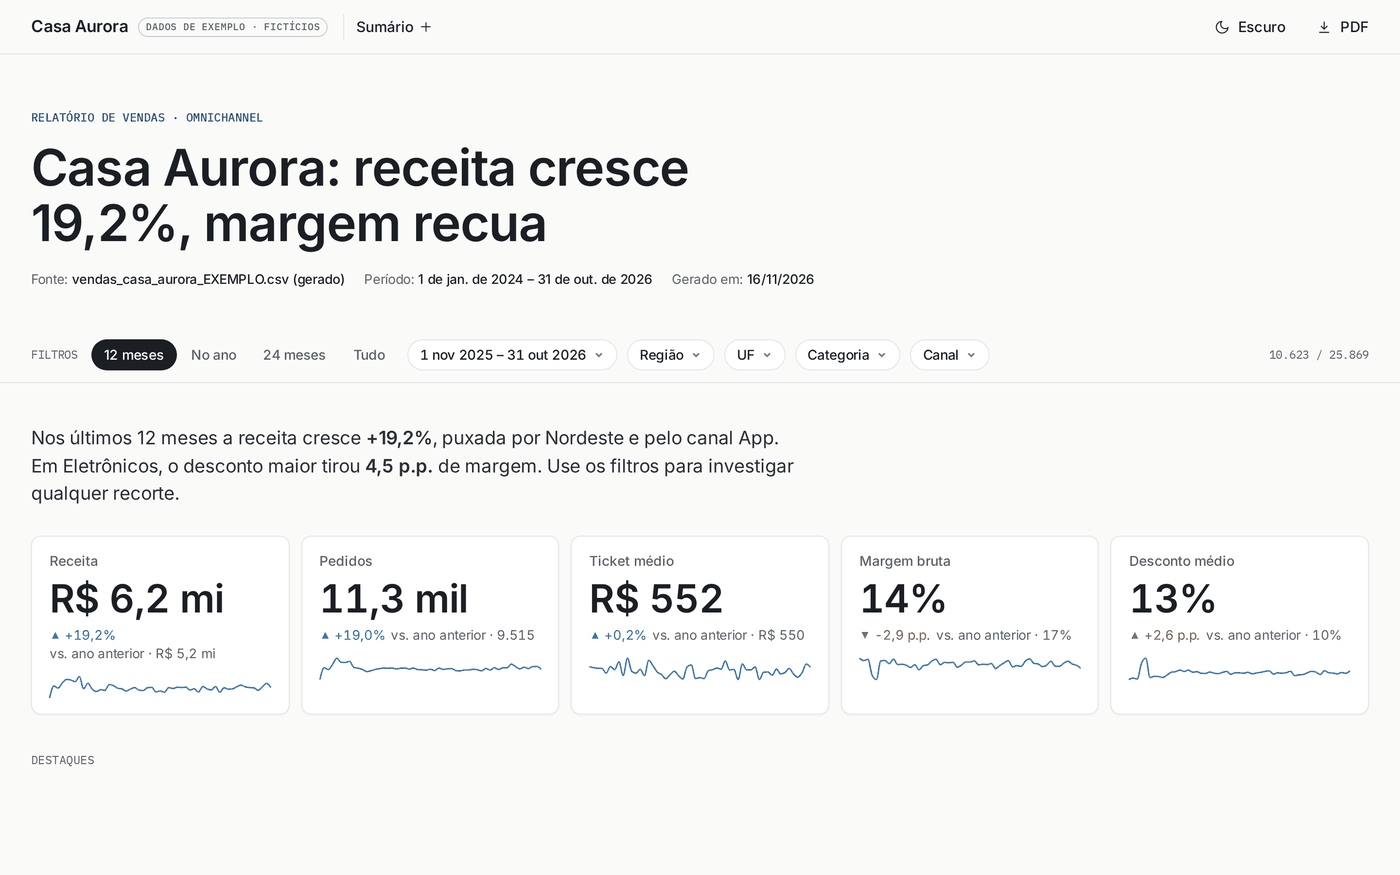 Casa Aurora DADOS DE EXEMPLO · FICTÍCIOS Sumário + Escuro PDF
RELATÓRIO DE VENDAS · OMNICHANNEL
Casa Aurora: receita cresce
19,2%, margem recua
Fonte: vendas_casa_aurora_EXEMPLO.csv (gerado) Período: 1 de jan. de 2024 – 31 de out. de 2026 Gerado em: 16/11/2026
FILTROS 12 meses No ano 24 meses Tudo 1 nov 2025 – 31 out 2026 Região UF Categoria Canal 10.623 / 25.869
Nos últimos 12 meses a receita cresce +19,2%, puxada por Nordeste e pelo canal App.
Em Eletrônicos, o desconto maior tirou 4,5 p.p. de margem. Use os filtros para investigar
qualquer recorte.
Receita
R$ 6,2 mi
▲ +19,2%
vs. ano anterior · R$ 5,2 mi
Pedidos
11,3 mil
▲ +19,0% vs. ano anterior · 9.515
Ticket médio
R$ 552
▲ +0,2% vs. ano anterior · R$ 550
Margem bruta
14%
▼ -2,9 p.p. vs. ano anterior · 17%
Desconto médio
13%
▲ +2,6 p.p. vs. ano anterior · 10%
DESTAQUES